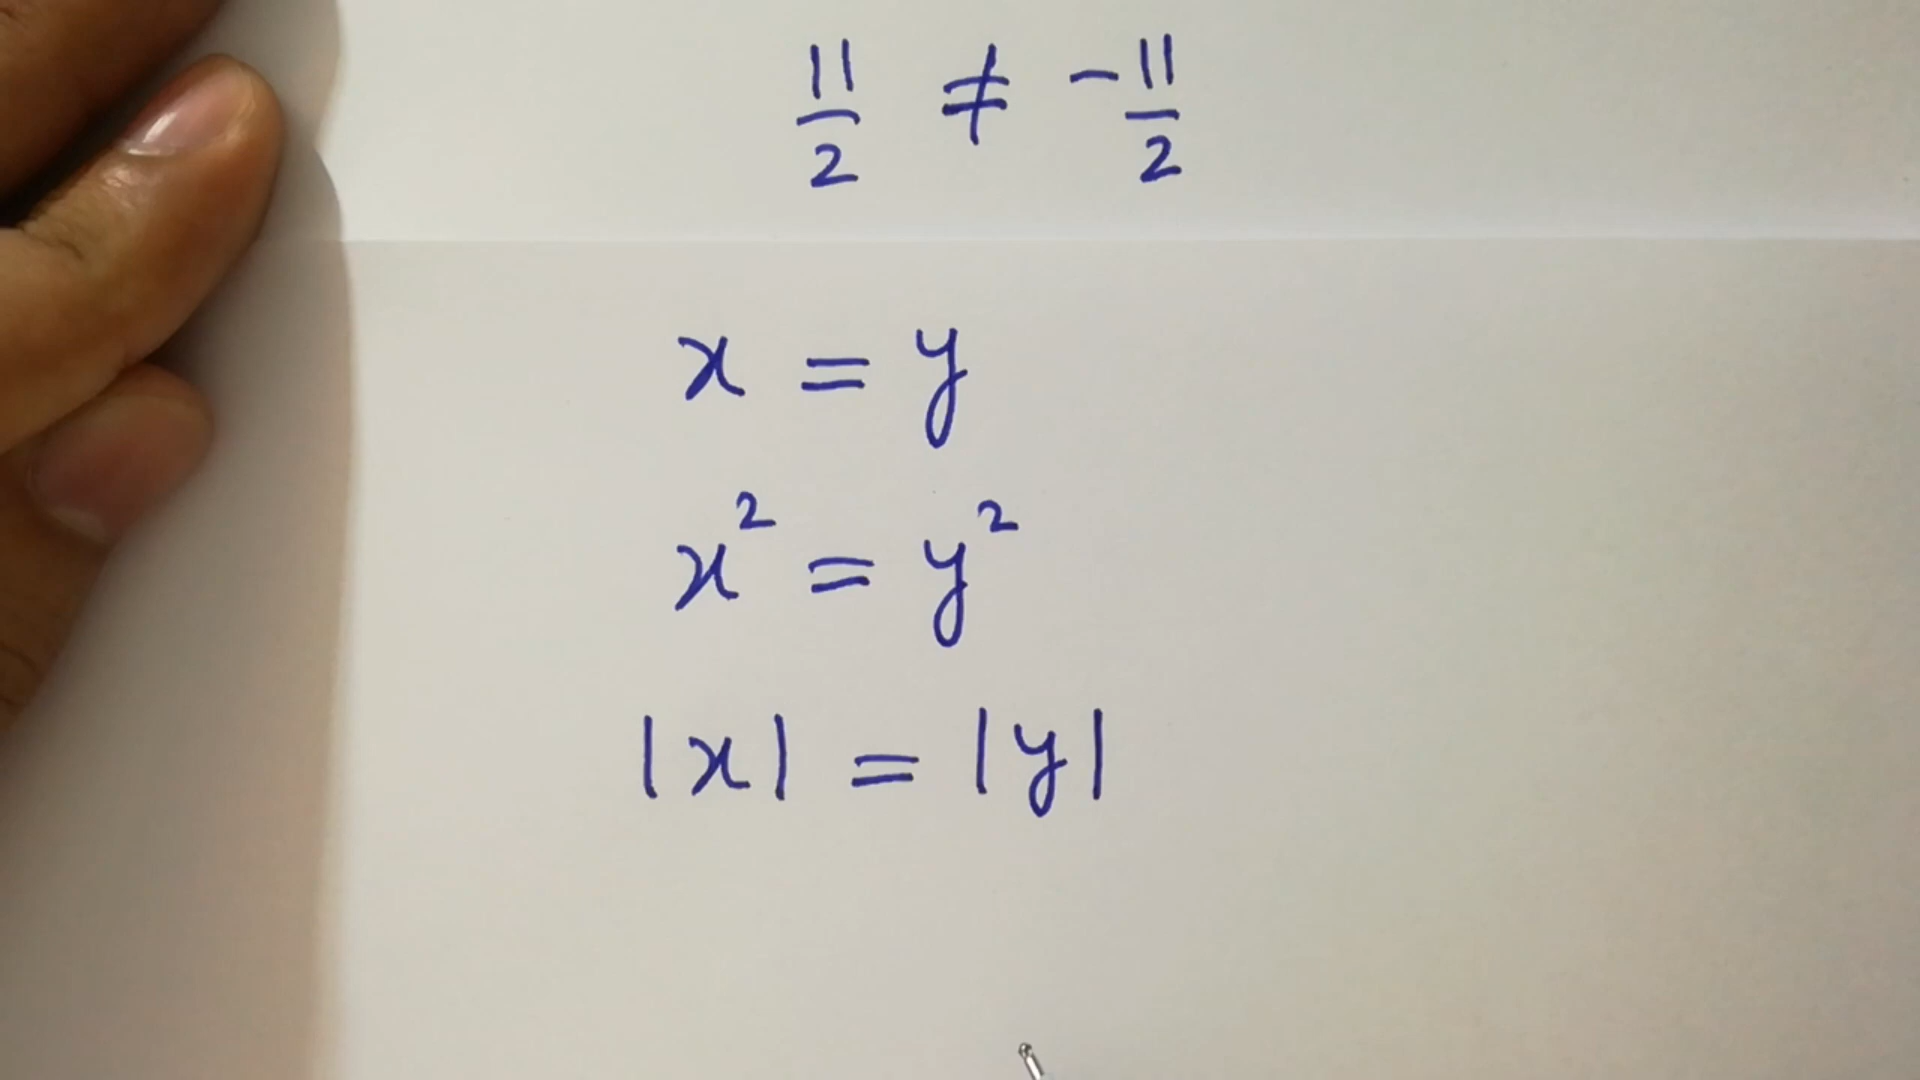 11/2 ≠ -11/2
x = y
x² = y²
|x| = |y|